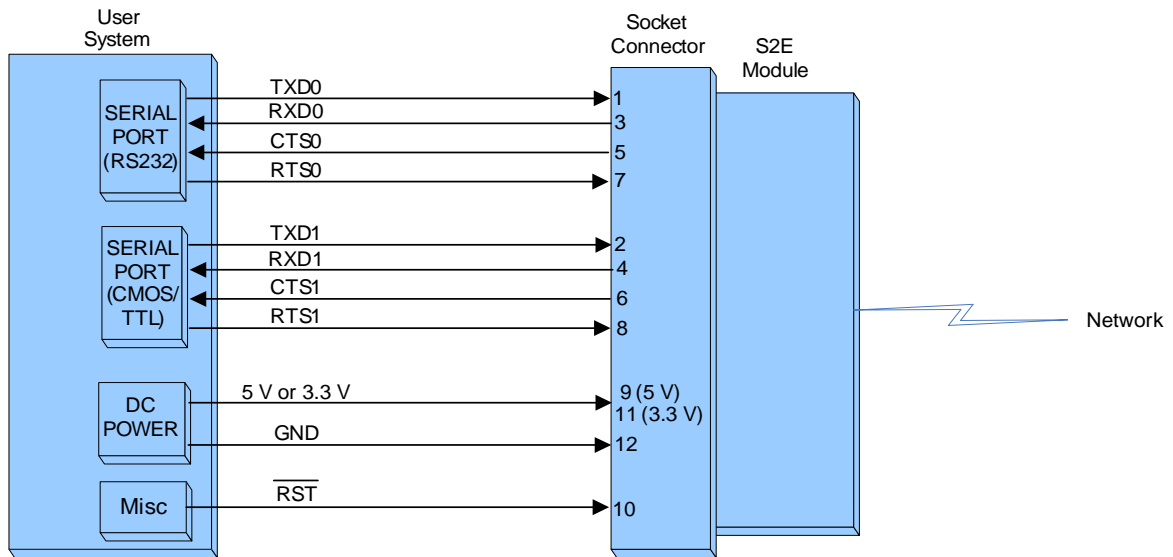 User
System
Socket
Connector
S2E
Module
SERIAL
PORT
(RS232)
TXD0
1
RXD0
3
CTS0
5
RTS0
7
SERIAL
PORT
(CMOS/
TTL)
TXD1
2
RXD1
4
CTS1
6
RTS1
8
Network
DC
POWER
5 V or 3.3 V
9 (5 V)
11 (3.3 V)
GND
12
Misc
RST
10